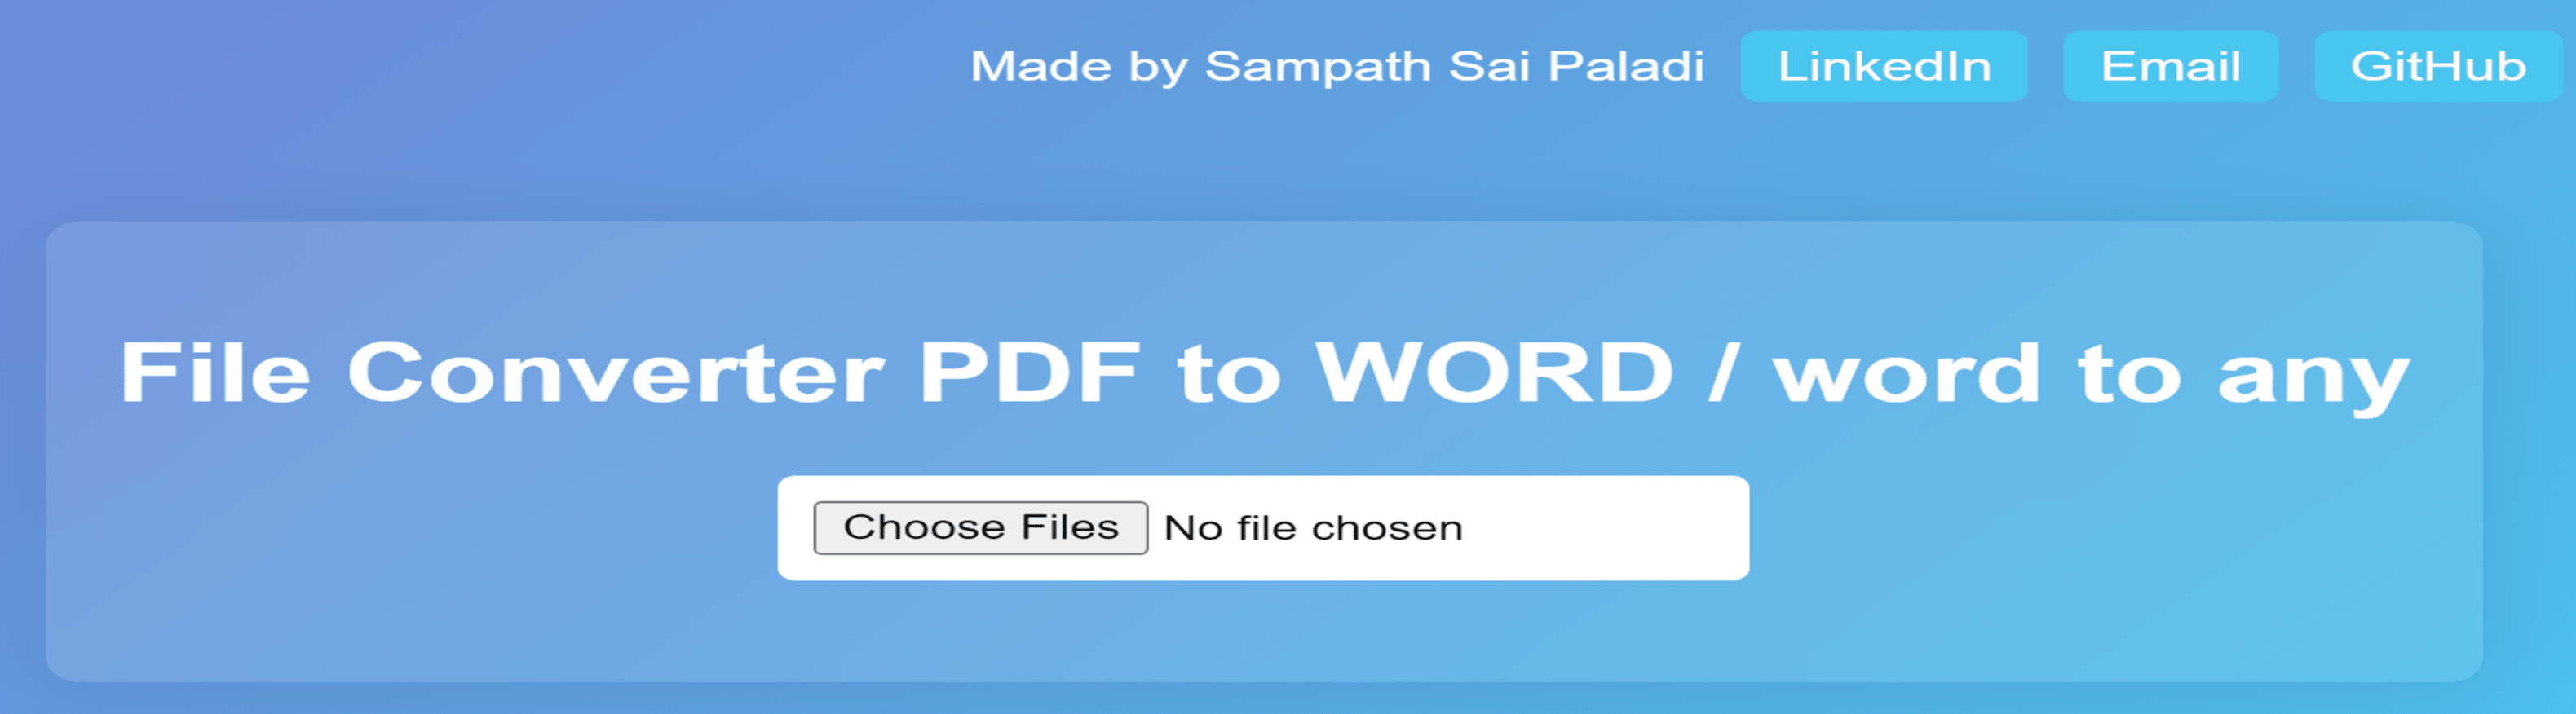 Made by Sampath Sai Paladi LinkedIn Email GitHub
File Converter PDF to WORD / word to any
Choose Files No file chosen